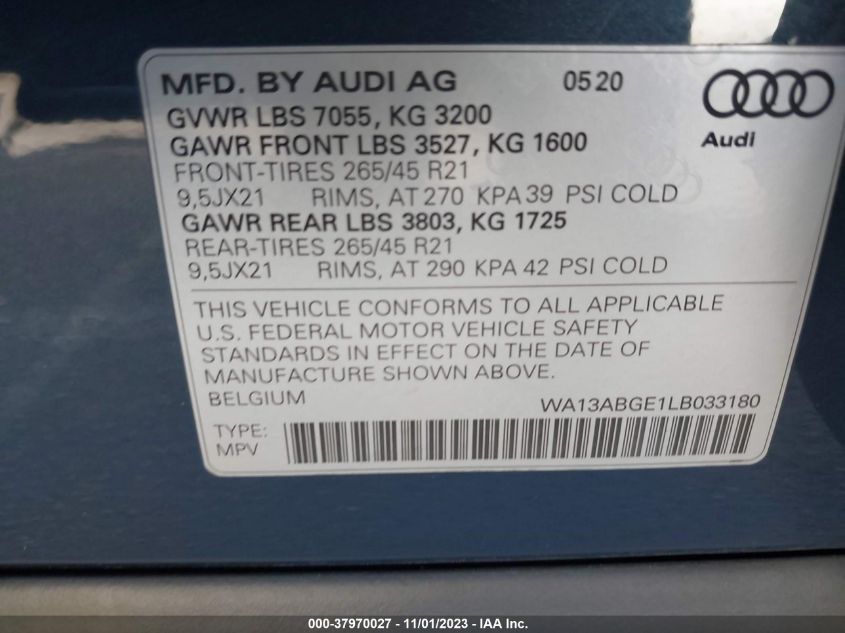 MFD. BY AUDI AG 0520
GVWR LBS 7055, KG 3200
GAWR FRONT LBS 3527, KG 1600
Audi
FRONT-TIRES 265/45 R21
9,5JX21 RIMS, AT 270 KPA 39 PSI COLD
GAWR REAR LBS 3803, KG 1725
REAR-TIRES 265/45 R21
9,5JX21 RIMS, AT 290 KPA 42 PSI COLD
THIS VEHICLE CONFORMS TO ALL APPLICABLE
U.S. FEDERAL MOTOR VEHICLE SAFETY
STANDARDS IN EFFECT ON THE DATE OF
MANUFACTURE SHOWN ABOVE.
BELGIUM WA13ABGE1LB033180
TYPE:
MPV
000-37970027 - 11/01/2023 - IAA Inc.